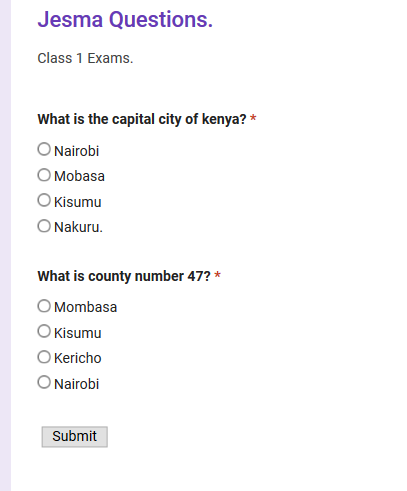 Jesma Questions.
Class 1 Exams.
What is the capital city of kenya? *
Nairobi
Mobasa
Kisumu
Nakuru.
What is county number 47? *
Mombasa
Kisumu
Kericho
Nairobi
Submit